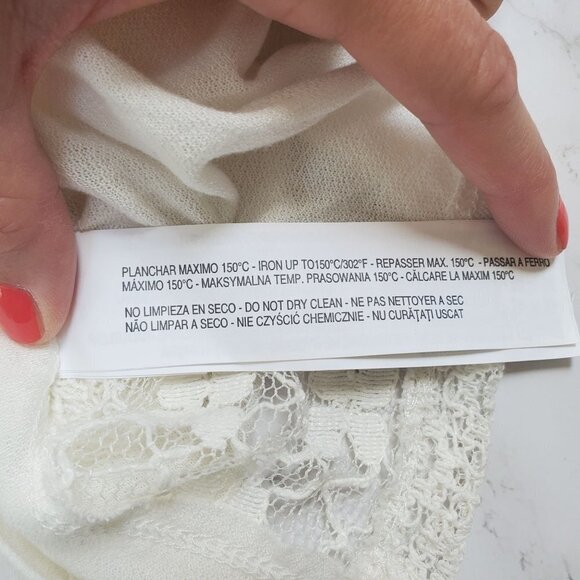 PLANCHAR MAXIMO 150°C - IRON UP TO150°C/302°F - REPASSER MAX. 150°C - PASSAR A FERRO
MÁXIMO 150°C - MAKSYMALNA TEMP. PRASOWANIA 150°C - CĂLCARE LA MAXIM 150°C
NO LIMPIEZA EN SECO - DO NOT DRY CLEAN - NE PAS NETTOYER A SEC
NÃO LIMPAR A SECO - NIE CZYŚCIĆ CHEMICZNIE - NU CURĂȚAȚI USCAT